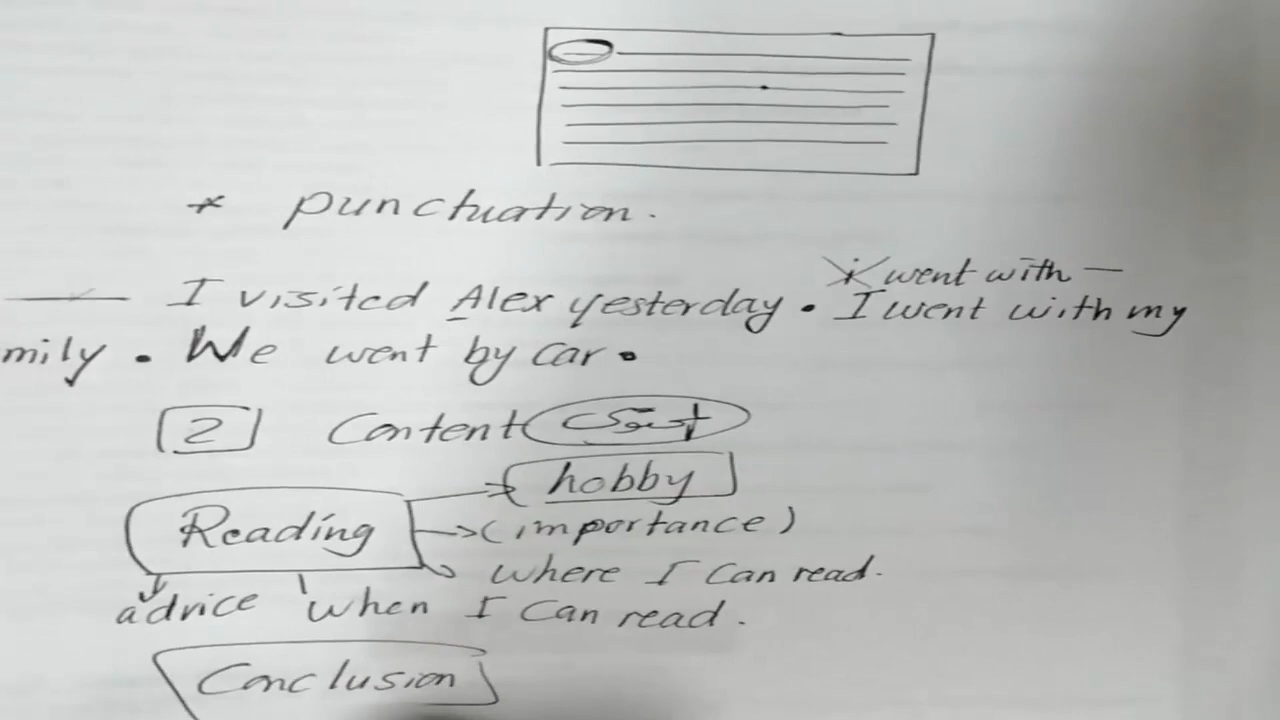 * punctuation.
went with —
I visited Alex yesterday. I went with my
mily. We went by car.
2 Content
hobby
Reading
(importance)
where I Can read.
advice when I Can read.
Conclusion